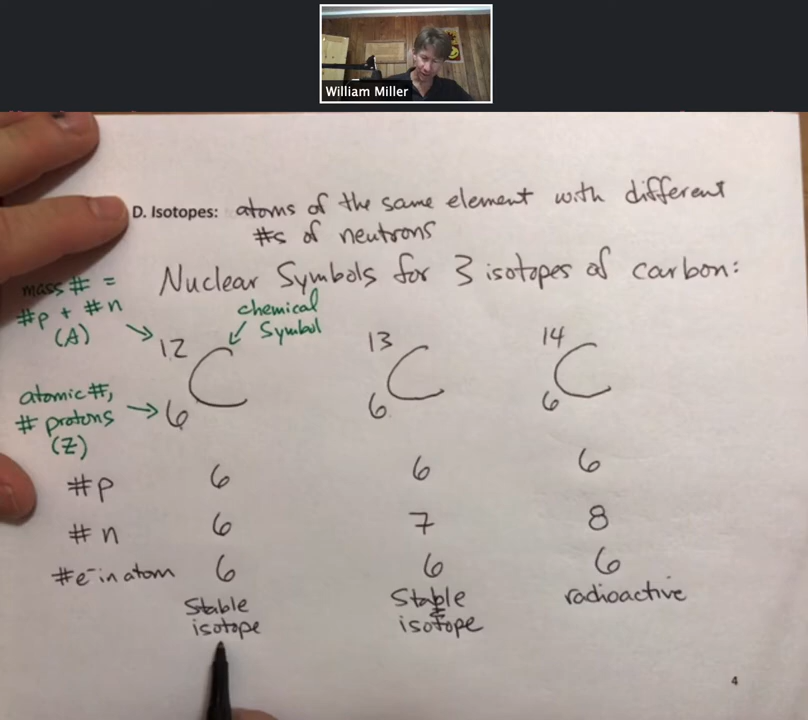 William Miller
D. Isotopes: atoms of the same element with different
#s of neutrons
Nuclear Symbols for 3 isotopes of carbon:
mass # =
#p + #n
(A)
chemical
Symbol
12
C
6
13
C
6
14
C
6
atomic #,
# protons
(Z)
#p 6 6 6
#n 6 7 8
#e⁻ in atom 6 6 6
Stable
isotope
Stable
isotope
radioactive
4